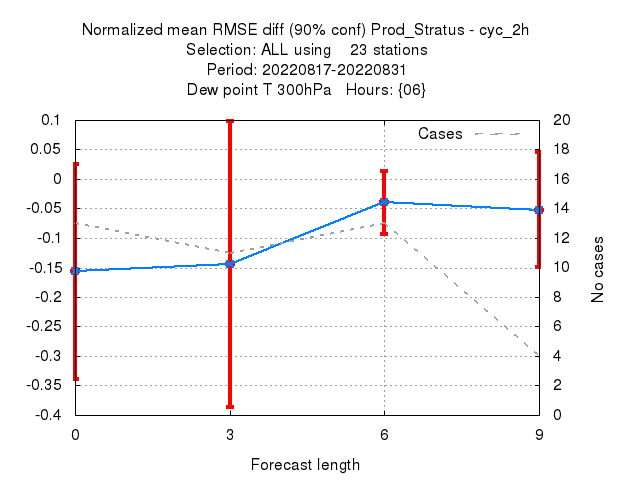 Normalized mean RMSE diff (90% conf) Prod_Stratus - cyc_2h
Selection: ALL using    23 stations
Period: 20220817-20220831
Dew point T 300hPa   Hours: {06}
0.1
0.05
0
-0.05
-0.1
-0.15
-0.2
-0.25
-0.3
-0.35
-0.4
Cases
20
18
16
14
12
10
8
6
4
2
0
No cases
0 3 6 9
Forecast length